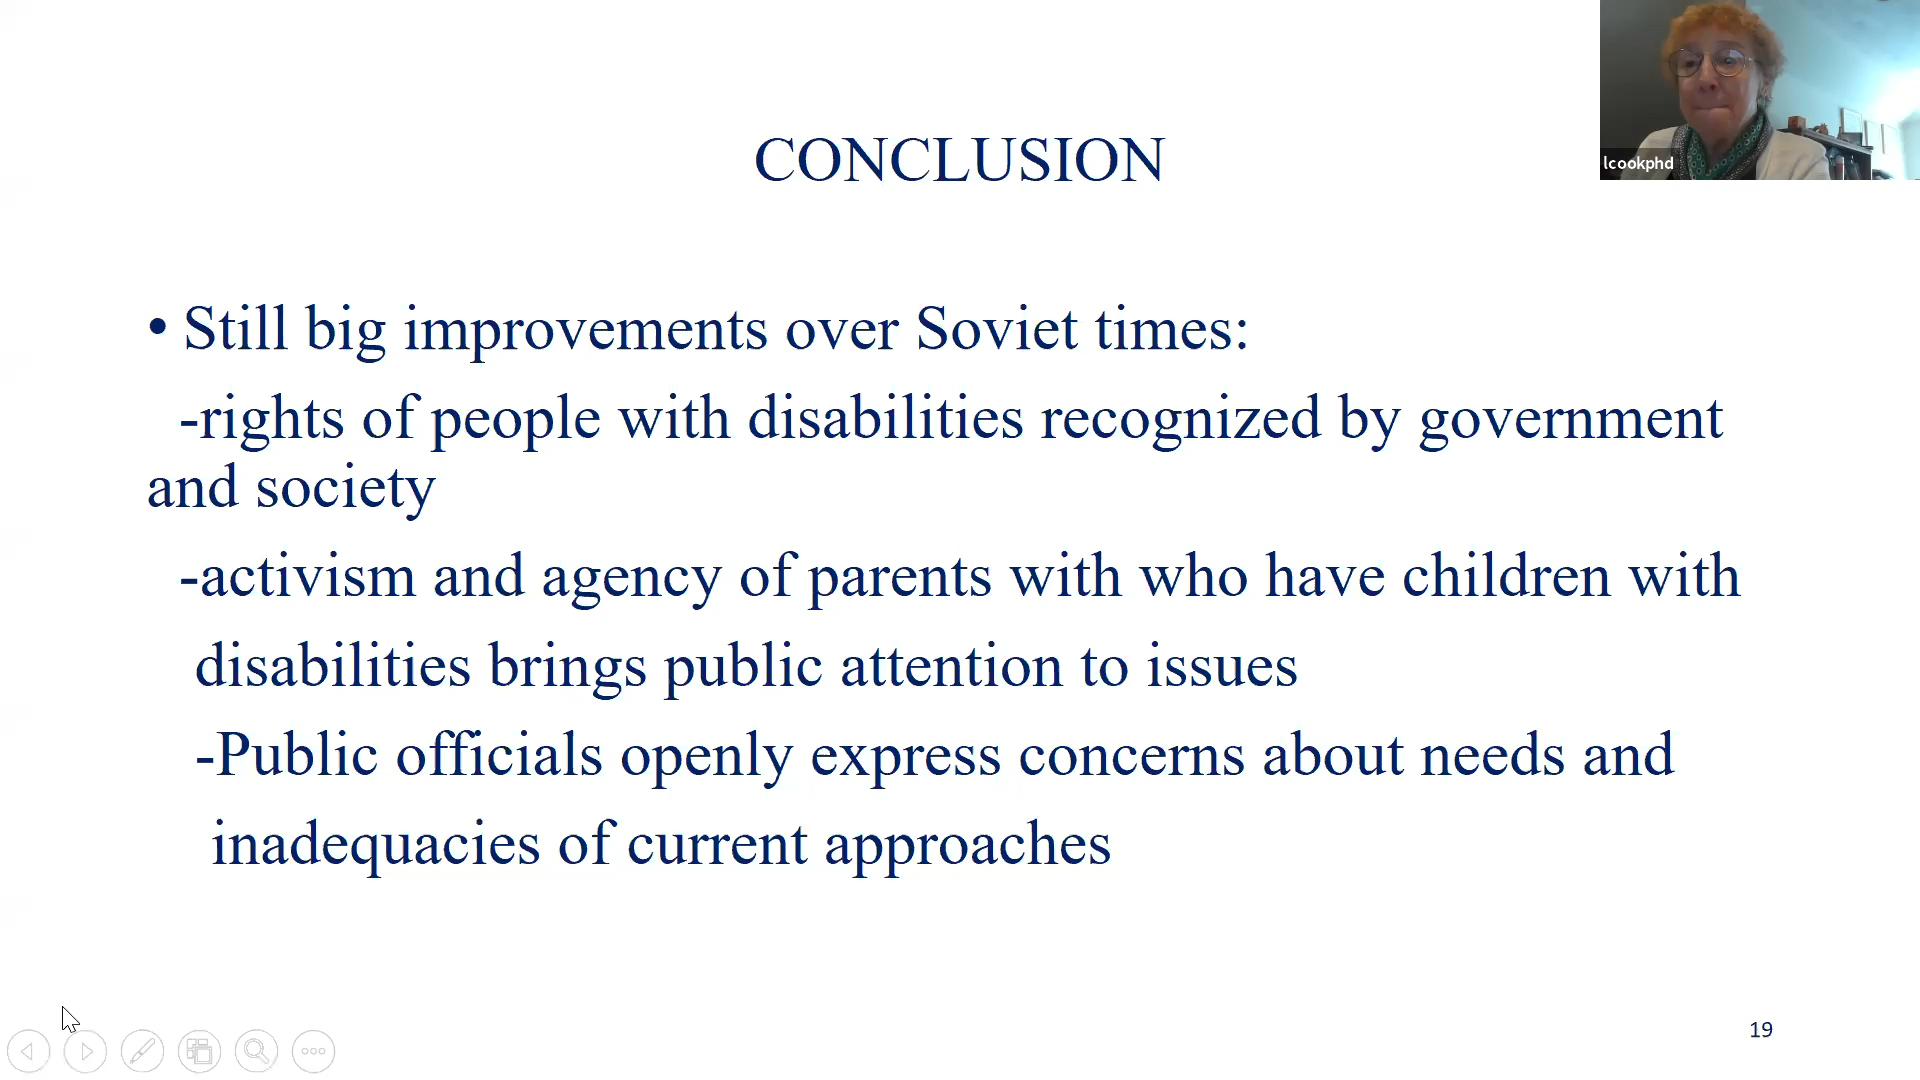 lcookphd
CONCLUSION
• Still big improvements over Soviet times:
-rights of people with disabilities recognized by government
and society
-activism and agency of parents with who have children with
disabilities brings public attention to issues
-Public officials openly express concerns about needs and
inadequacies of current approaches
19